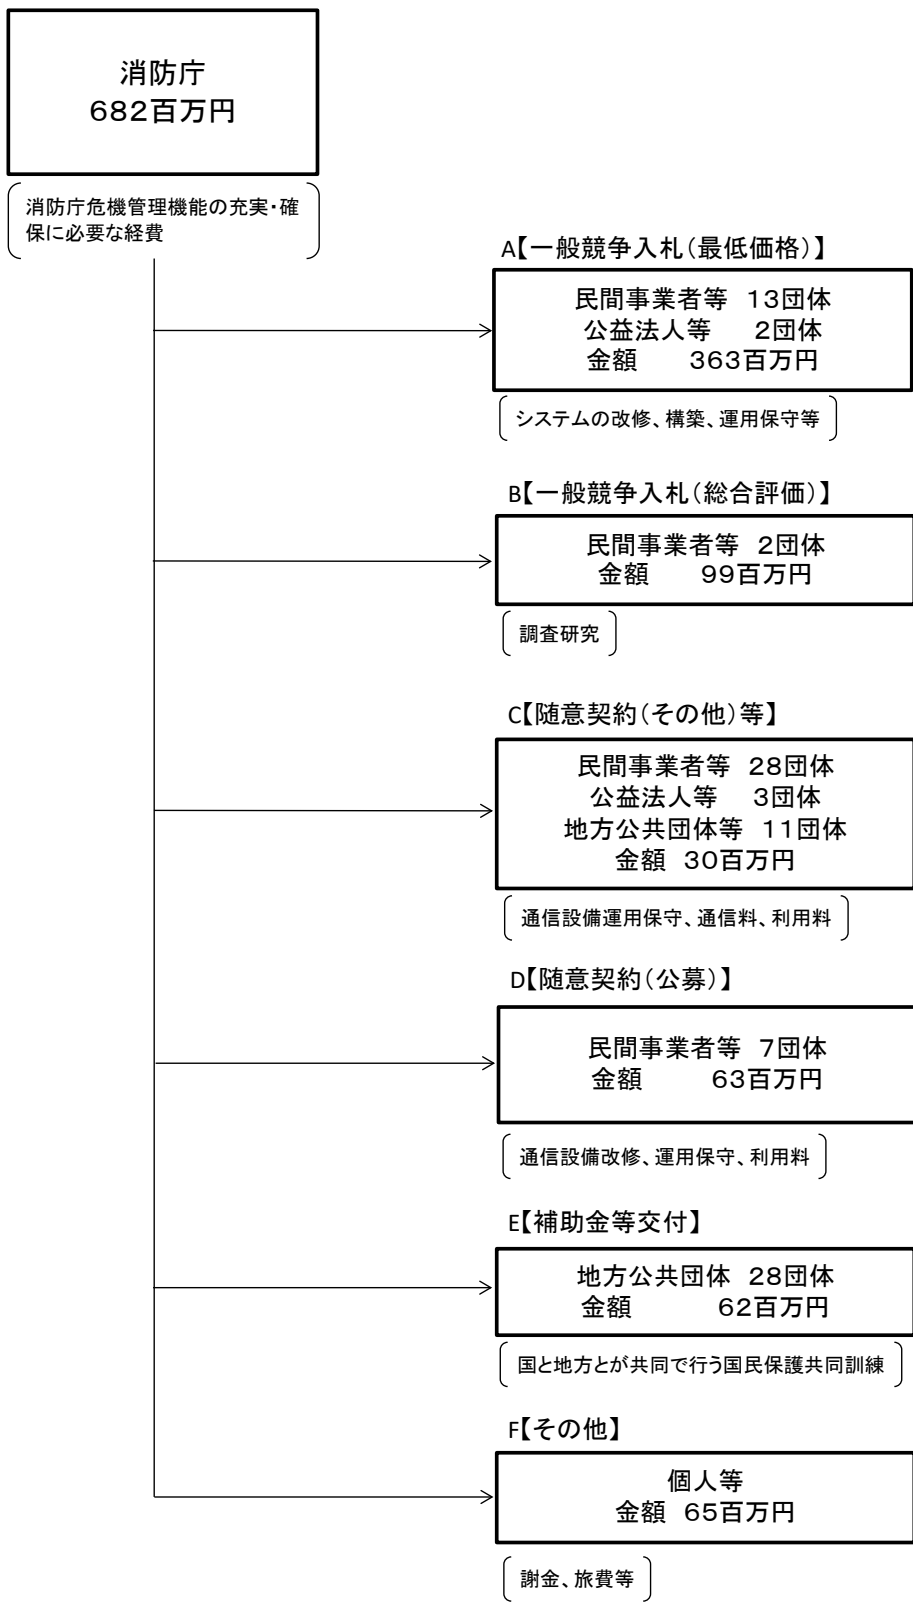 消防庁
682百万円
消防庁危機管理機能の充実・確
保に必要な経費
A【一般競争入札(最低価格)】
民間事業者等 13団体
公益法人等 2団体
金額 363百万円
システムの改修、構築、運用保守等
B【一般競争入札(総合評価)】
民間事業者等 2団体
金額 99百万円
調査研究
C【随意契約(その他)等】
民間事業者等 28団体
公益法人等 3団体
地方公共団体等 11団体
金額 30百万円
通信設備運用保守、通信料、利用料
D【随意契約(公募)】
民間事業者等 7団体
金額 63百万円
通信設備改修、運用保守、利用料
E【補助金等交付】
地方公共団体 28団体
金額 62百万円
国と地方とが共同で行う国民保護共同訓練
F【その他】
個人等
金額 65百万円
謝金、旅費等